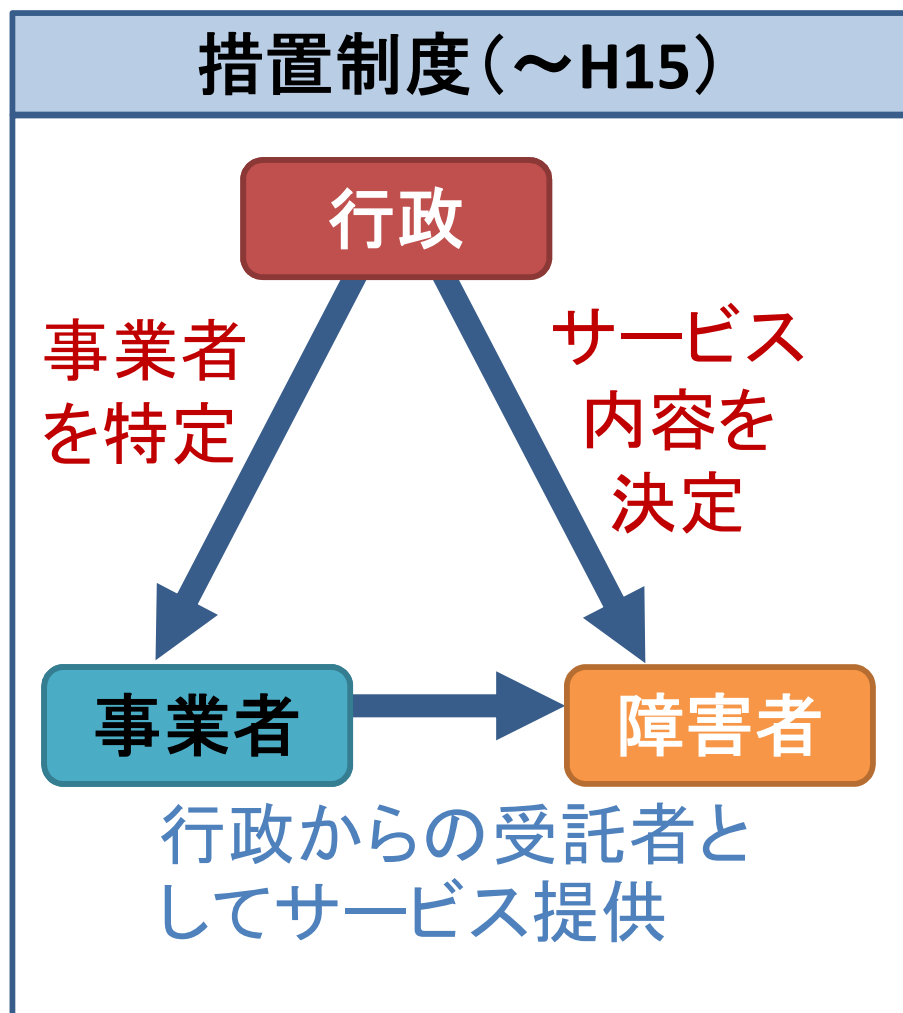 措置制度（～H15）
行政
事業者
を特定
サービス
内容を
決定
事業者
障害者
行政からの受託者と
してサービス提供